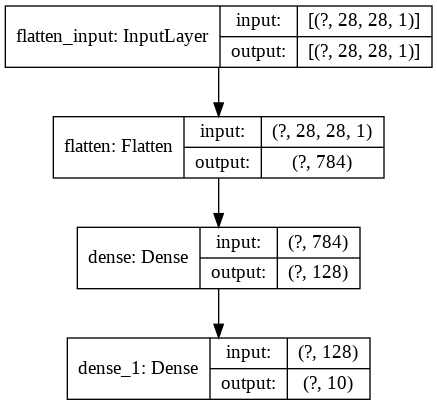 flatten_input: InputLayer
input:
[(?, 28, 28, 1)]
output:
[(?, 28, 28, 1)]
flatten: Flatten
input:
(?, 28, 28, 1)
output:
(?, 784)
dense: Dense
input:
(?, 784)
output:
(?, 128)
dense_1: Dense
input:
(?, 128)
output:
(?, 10)